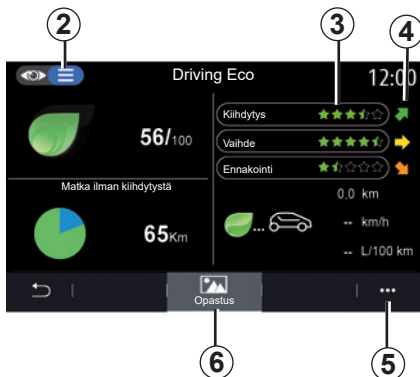 2
3
4
Driving Eco
12:00
56/100
Kiihdytys
Vaihde
Ennakointi
Matka ilman kiihdytystä
65Km
0,0 km
... -- km/h
-- L/100 km
Opastus
...
6
5